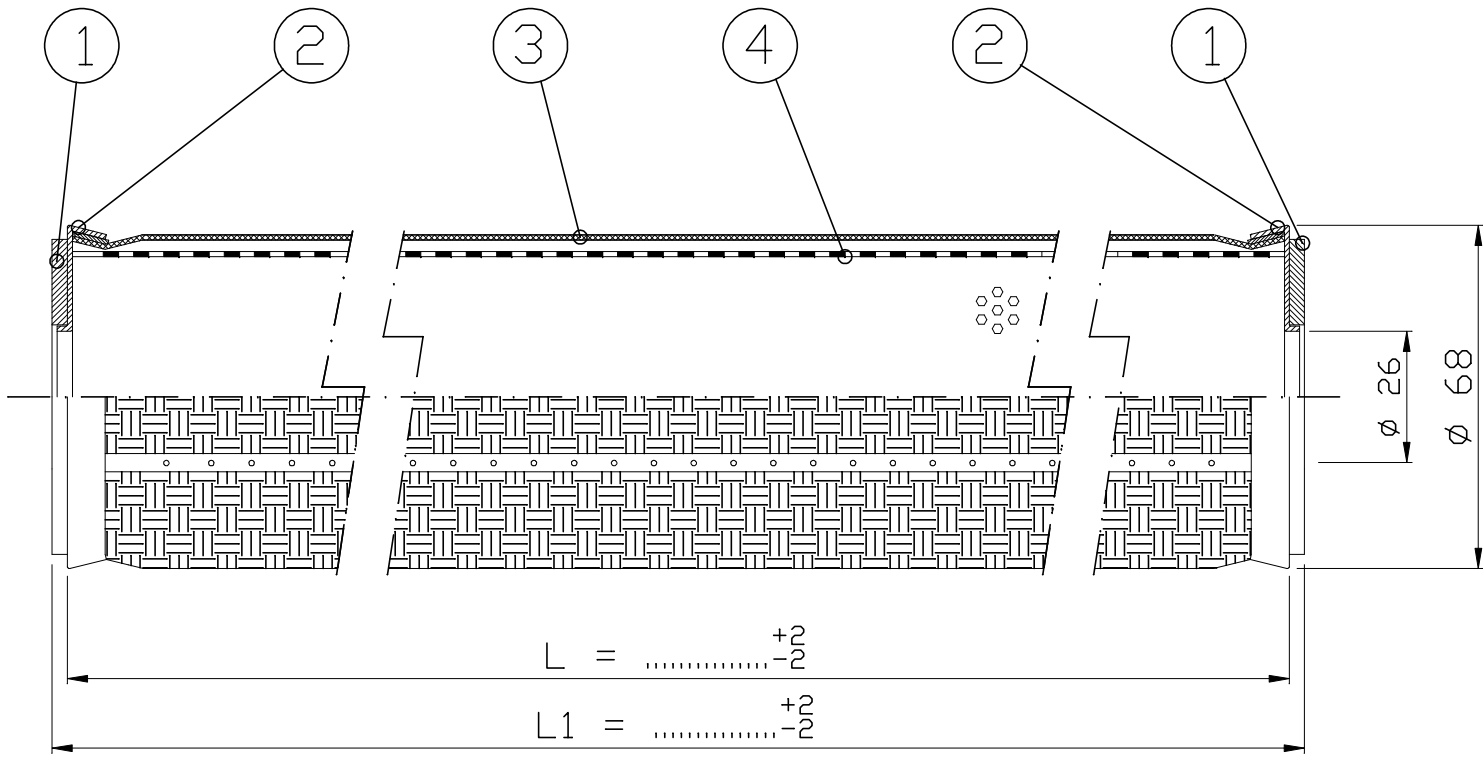 1 2 3 4 2 1
ø 26
ø 68
L = ............... +2 -2
L1 = ............... +2 -2